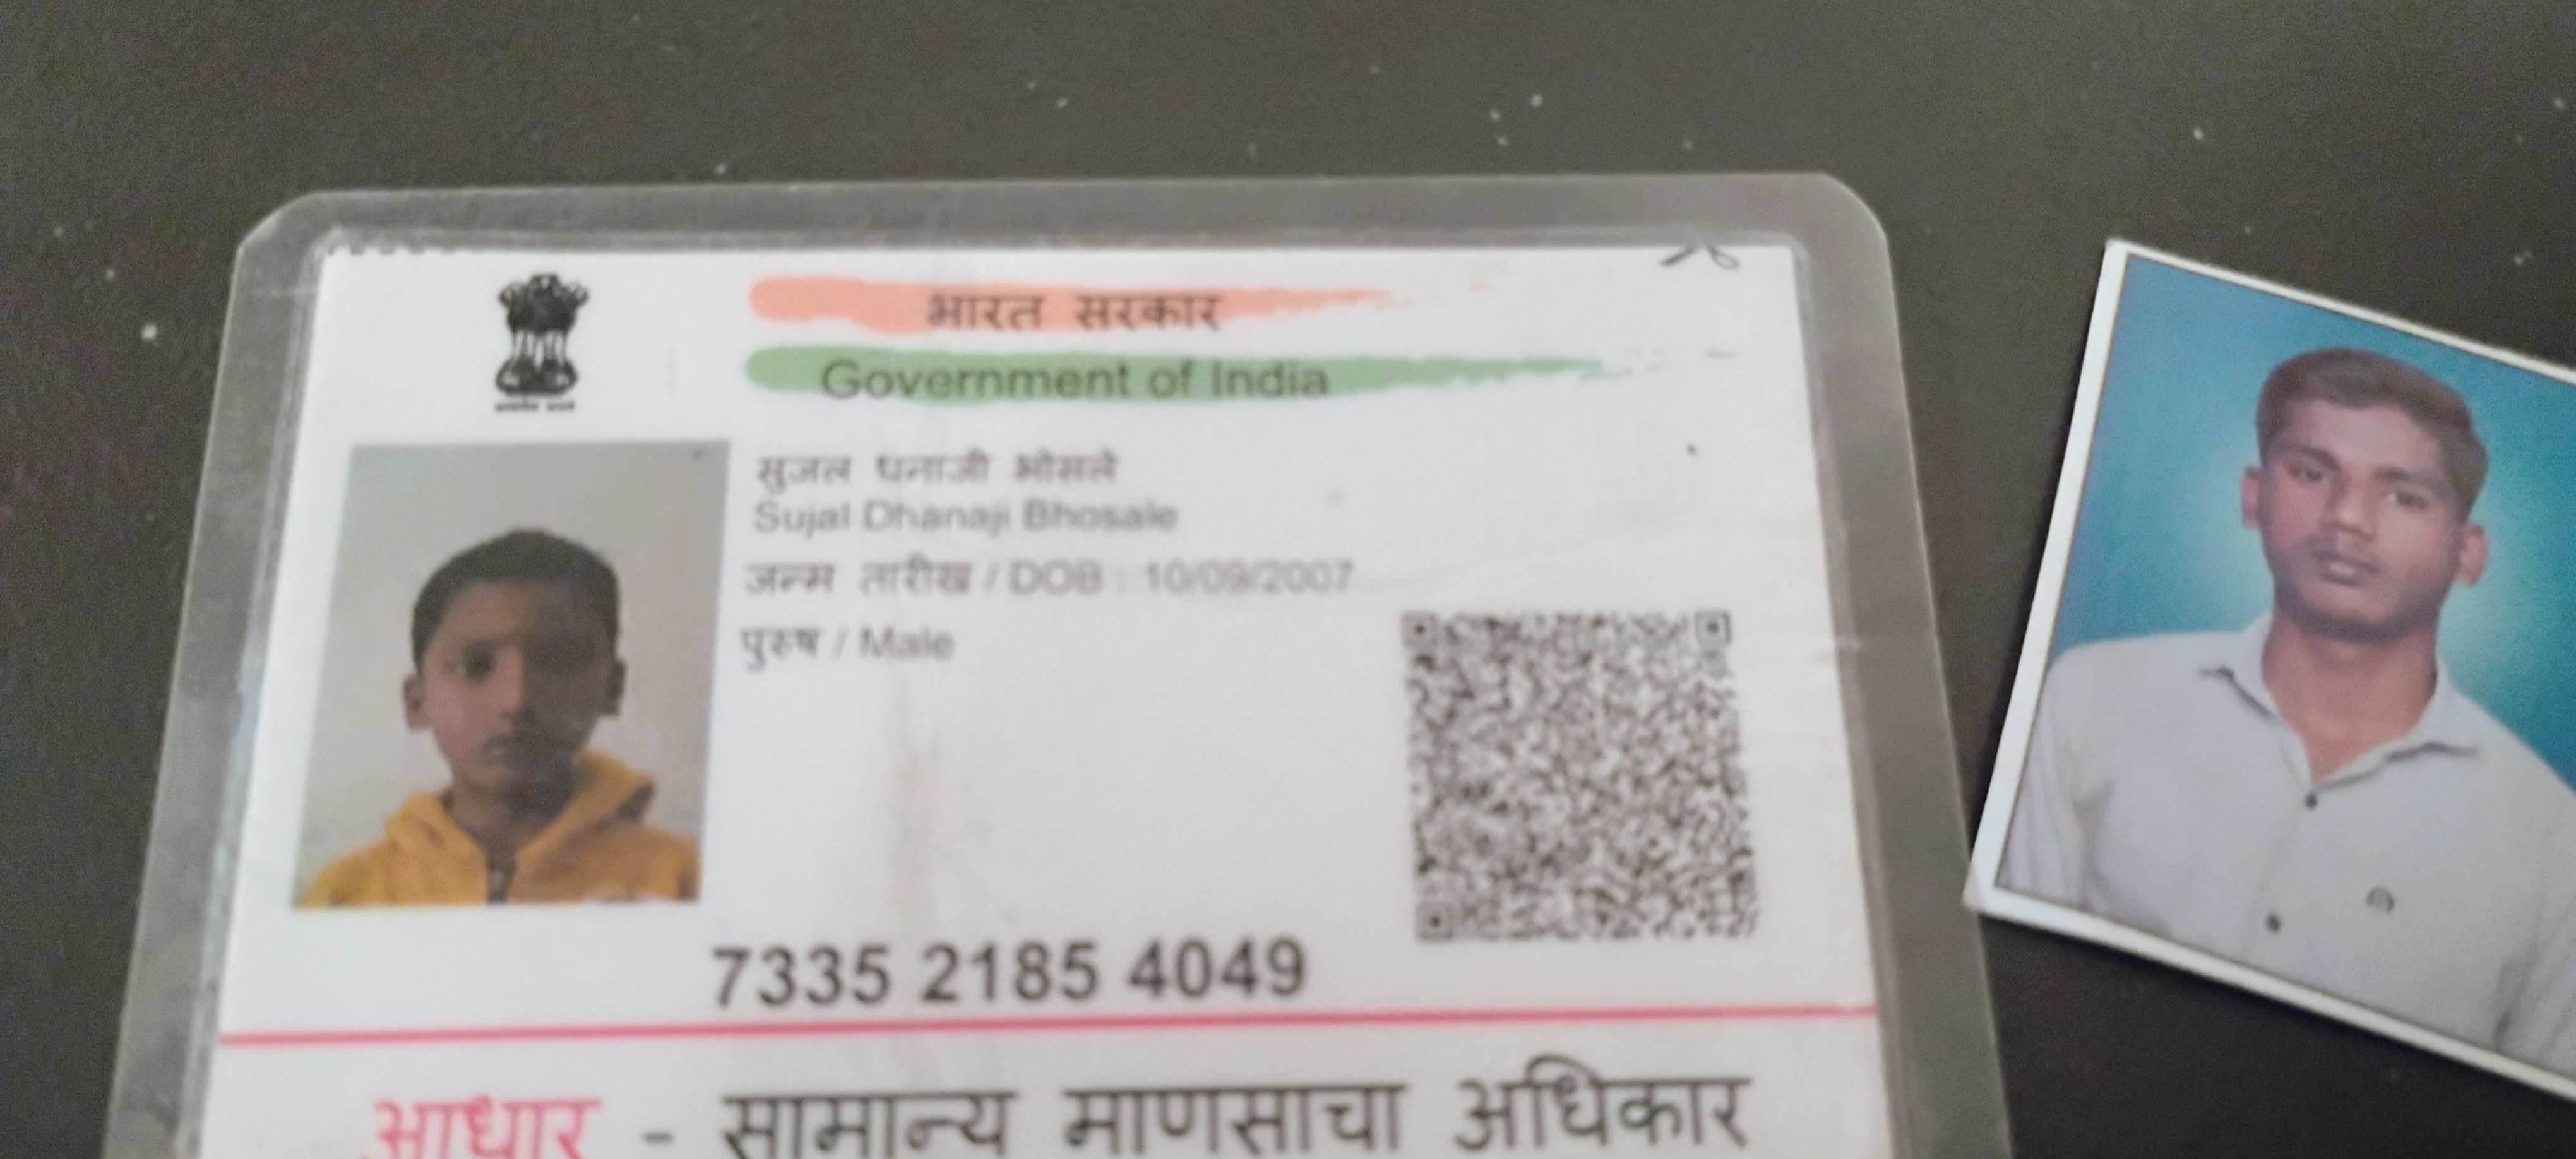 भारत सरकार
Government of India
सुजल धनाजी भोसले
Sujal Dhanaji Bhosale
जन्म तारीख / DOB : 10/09/2007
पुरुष / Male
7335 2185 4049
आधार - सामान्य माणसाचा अधिकार